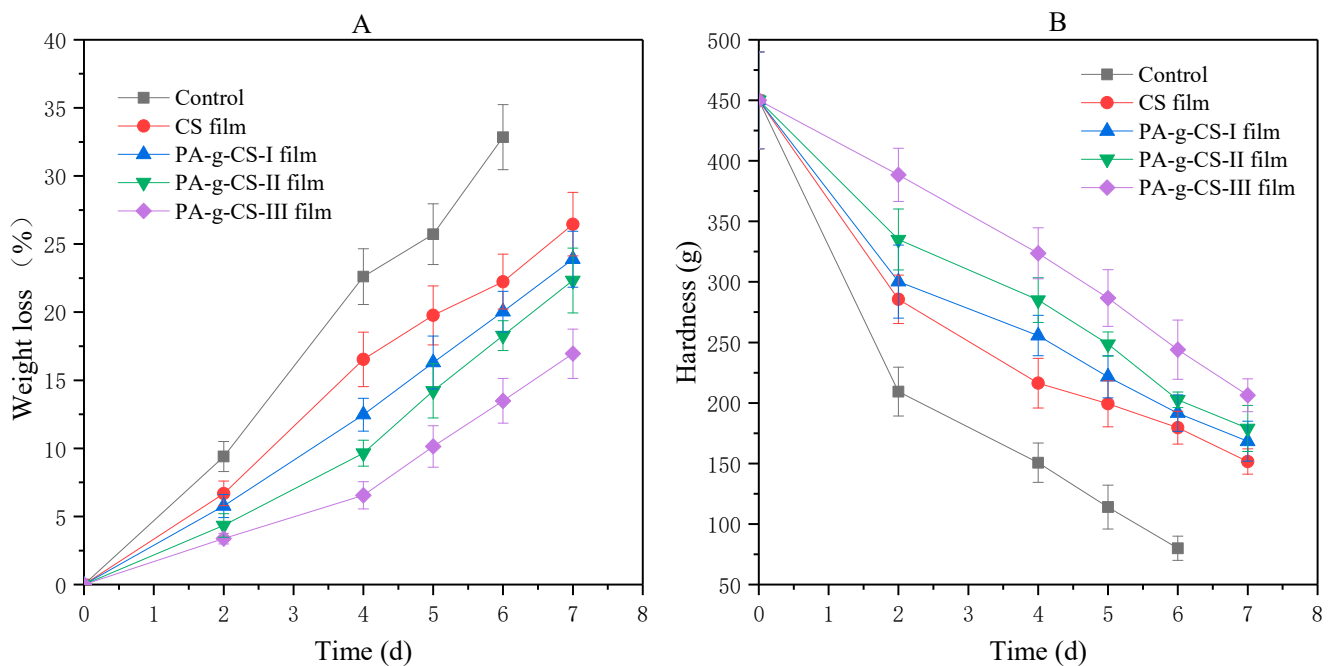 A
40
35
30
25
20
15
10
5
0
Weight loss （%）
Control
CS film
PA-g-CS-I film
PA-g-CS-II film
PA-g-CS-III film
0 1 2 3 4 5 6 7 8
Time (d)
B
500
450
400
350
300
250
200
150
100
50
Hardness (g)
Control
CS film
PA-g-CS-I film
PA-g-CS-II film
PA-g-CS-III film
0 1 2 3 4 5 6 7 8
Time (d)